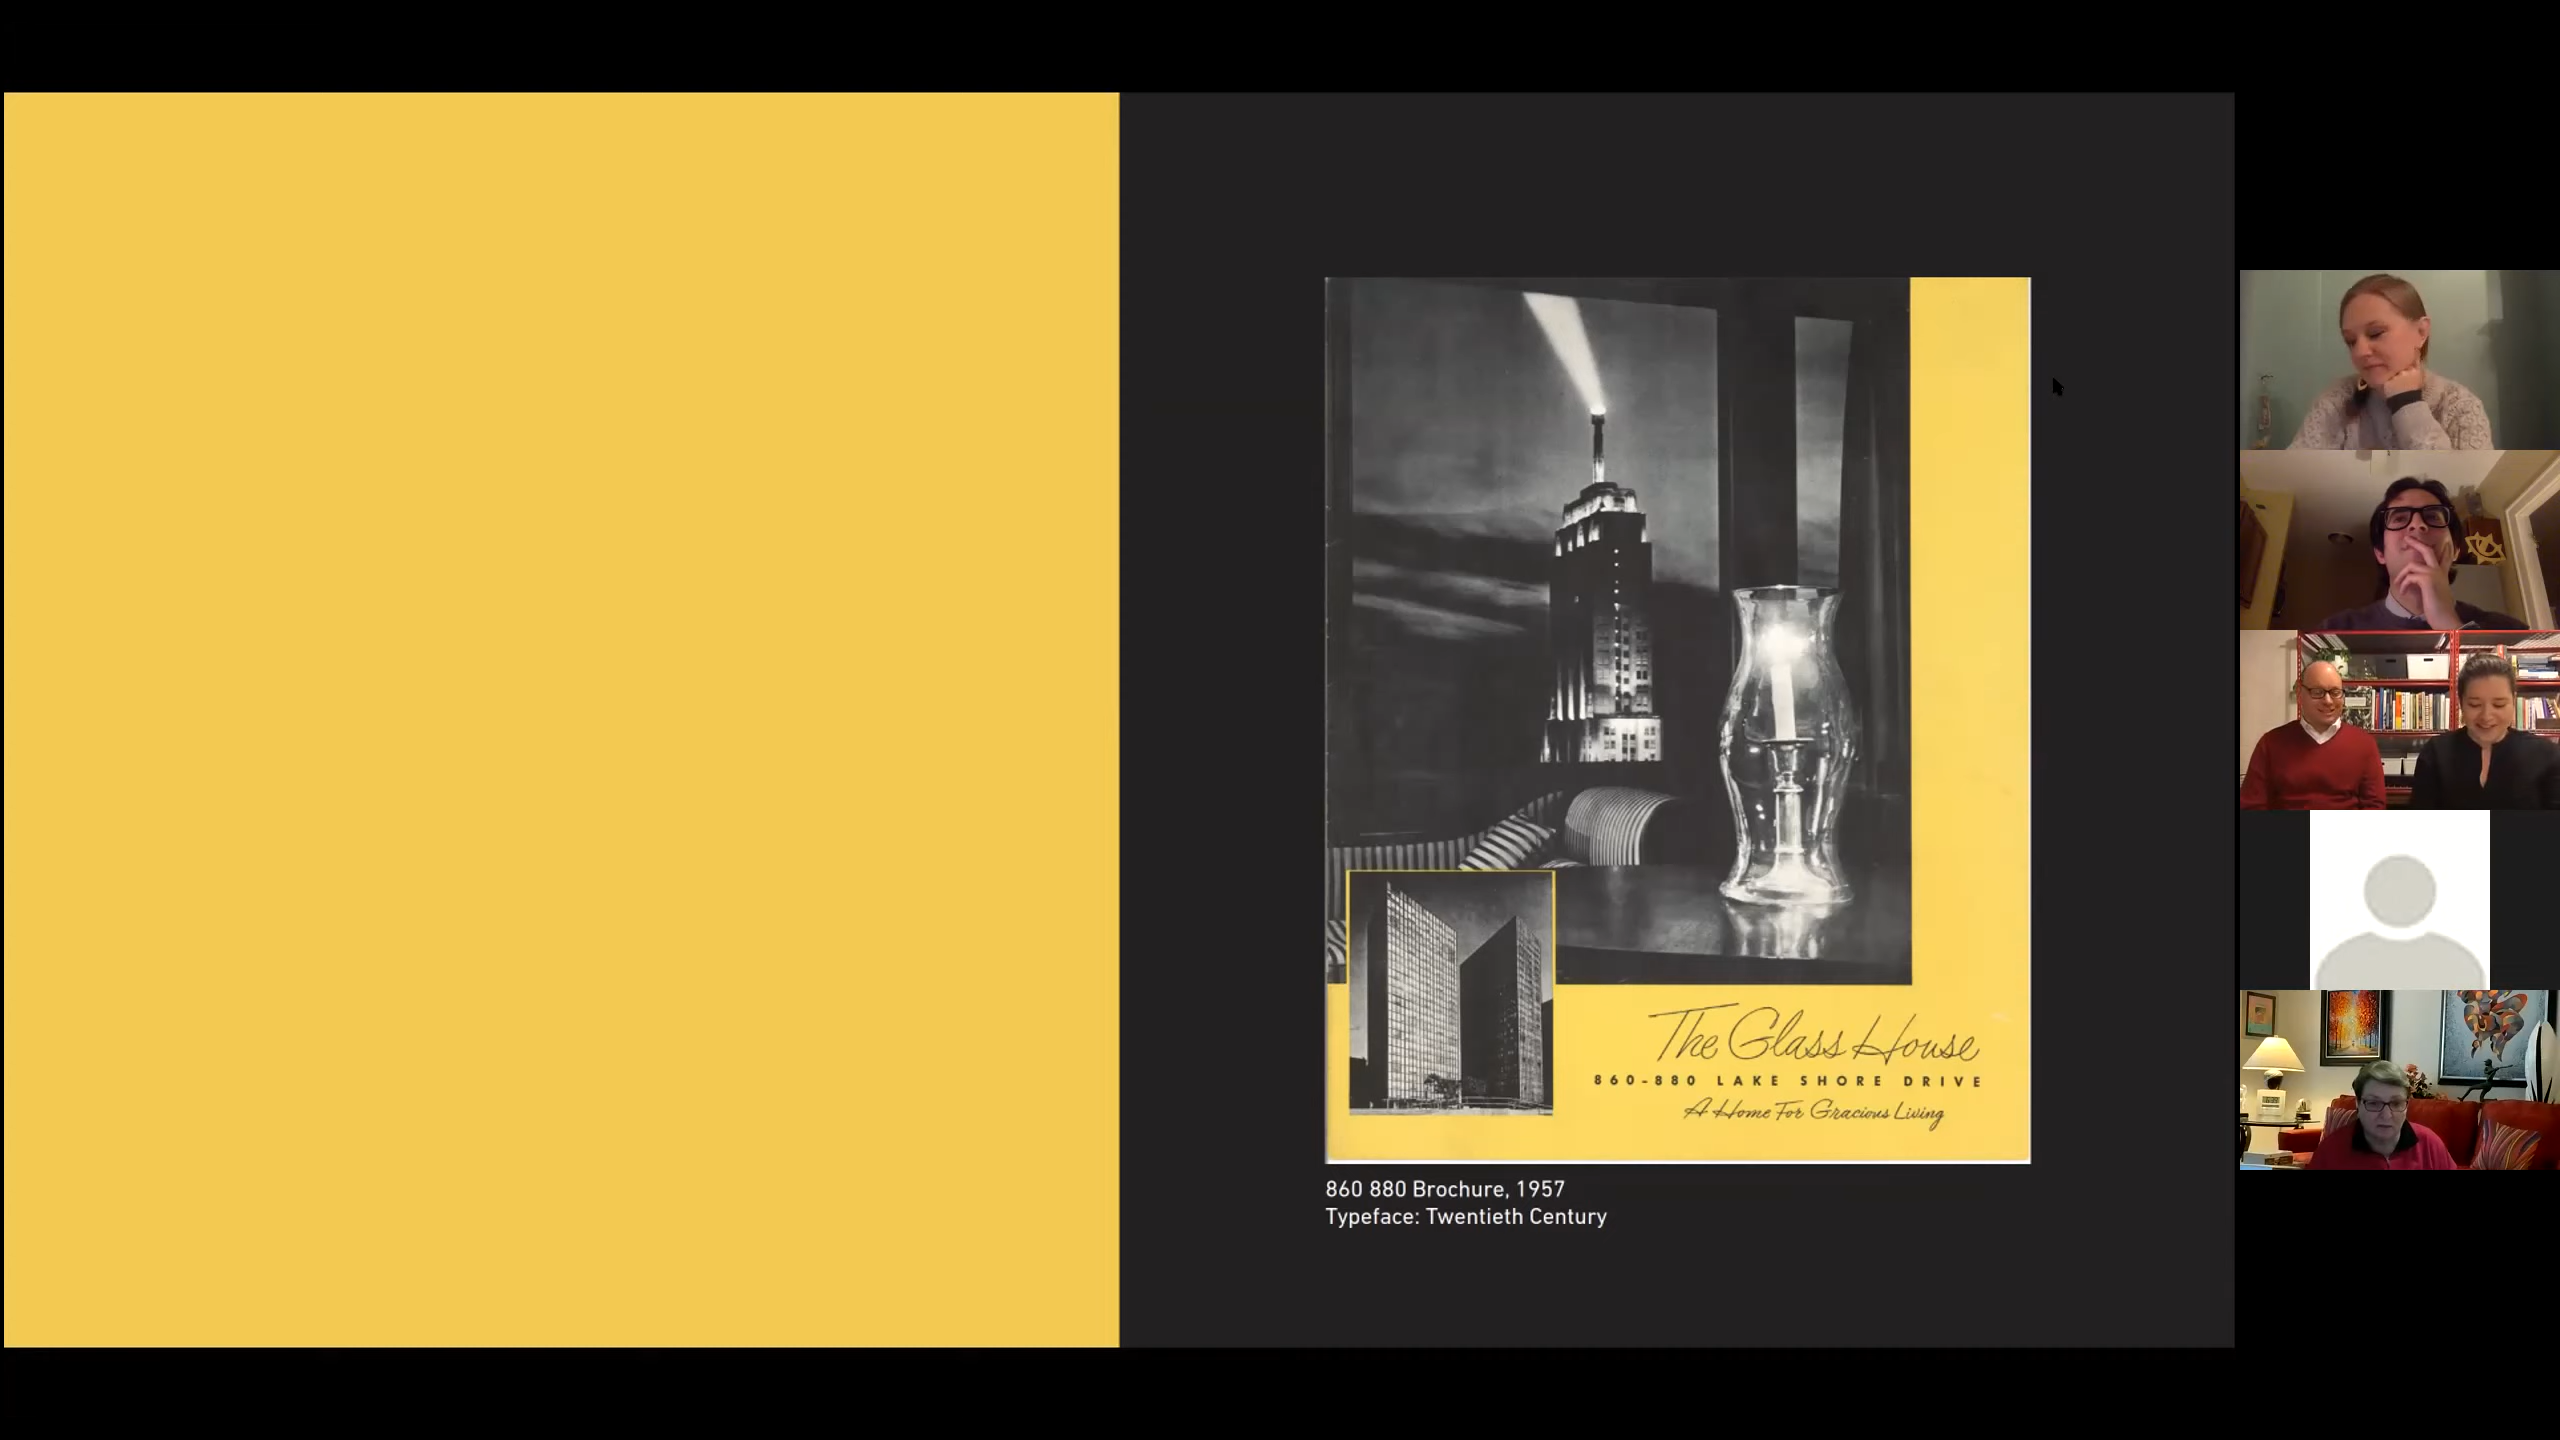 The Glass House
860-880 LAKE SHORE DRIVE
A Home For Gracious Living
860 880 Brochure, 1957
Typeface: Twentieth Century